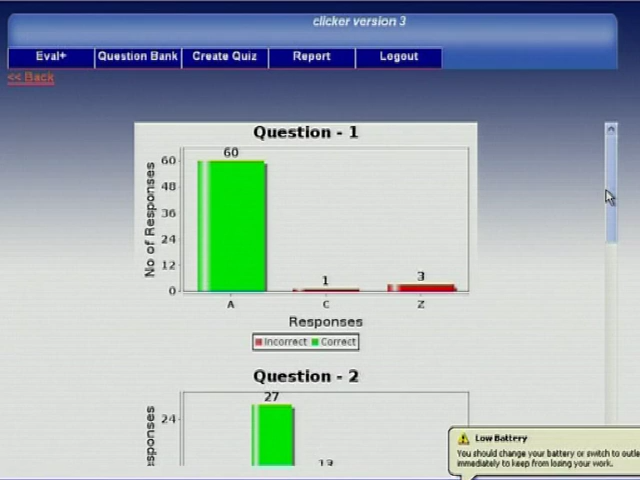 clicker version 3
Eval+ Question Bank Create Quiz Report Logout
<< Back
Question - 1
60
60
48
36
24
12
0
No of Responses
1
3
A C Z
Responses
Incorrect Correct
Question - 2
27
24
13
sponses
Low Battery
You should change your battery or switch to outle
immediately to keep from losing your work.